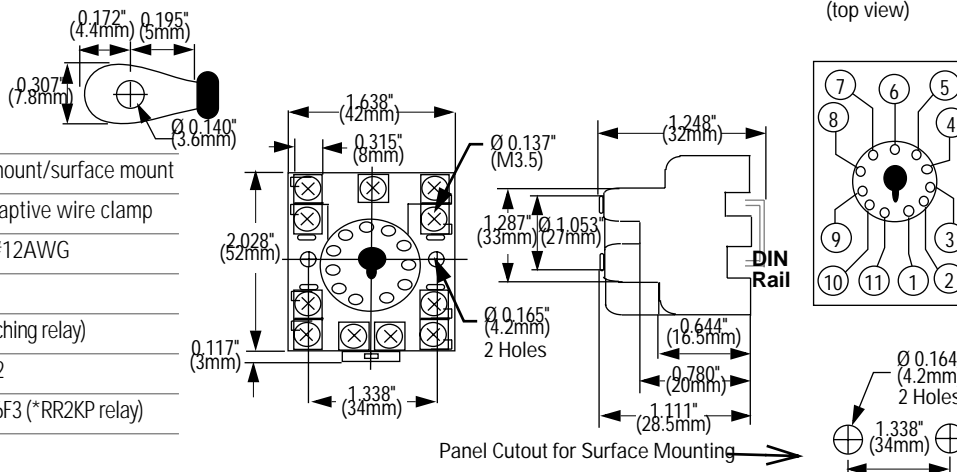 (top view)
0.172"
(4.4mm)
0.195"
(5mm)
0.307"
(7.8mm)
Ø 0.140"
(3.6mm)
mount/surface mount
captive wire clamp
#12AWG
ching relay)
2
6F3 (*RR2KP relay)
1.638"
(42mm)
0.315"
(8mm)
Ø 0.137"
(M3.5)
2.028"
(52mm)
0.117"
(3mm)
1.338"
(34mm)
Ø 0.165"
(4.2mm)
2 Holes
1.248"
(32mm)
1.287"
(33mm)
Ø 1.053"
(27mm)
DIN
Rail
0.644"
(16.5mm)
0.780"
(20mm)
1.111"
(28.5mm)
7
6
5
8
4
9
3
10
11
1
2
Ø 0.164
(4.2mm
2 Holes
1.338"
(34mm)
Panel Cutout for Surface Mounting